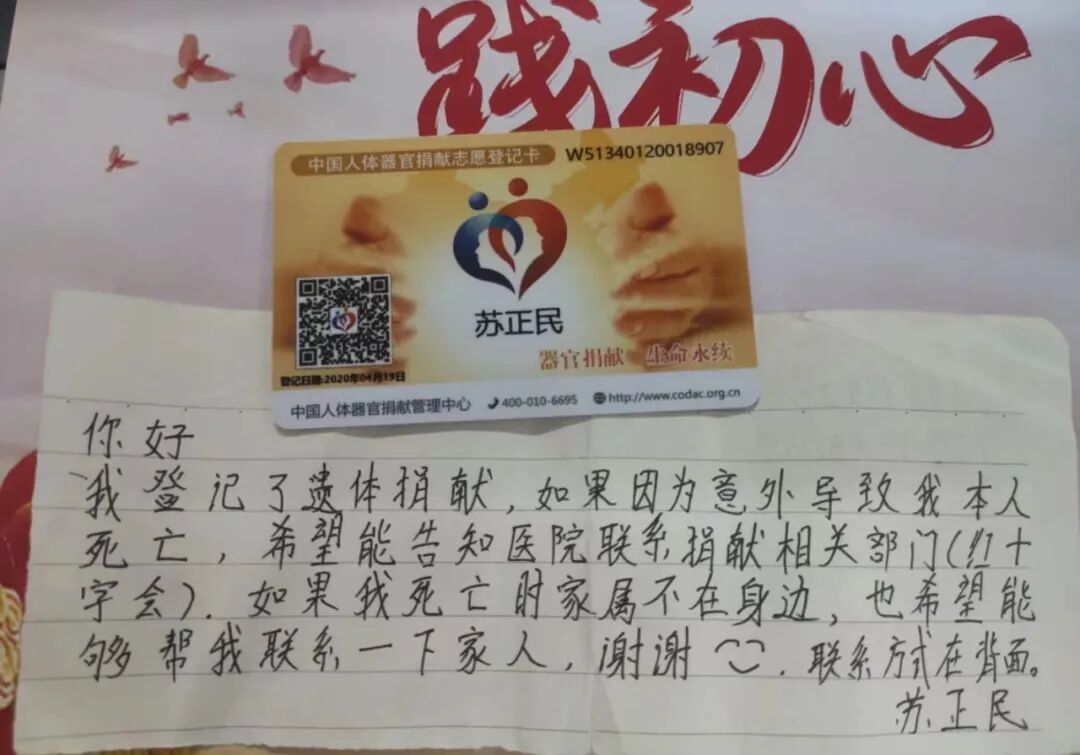 践初心
中国人体器官捐献志愿登记卡 W51340120018907
苏正民
器官捐献 生命永续
登记日期:2020年04月19日
中国人体器官捐献管理中心 400-010-6695 http://www.codac.org.cn
你好
我登记了遗体捐献,如果因为意外导致我本人
死亡,希望能告知医院联系捐献相关部门(红十
字会).如果我死亡时家属不在身边,也希望能
够帮我联系一下家人,谢谢.联系方式在背面。
苏正民